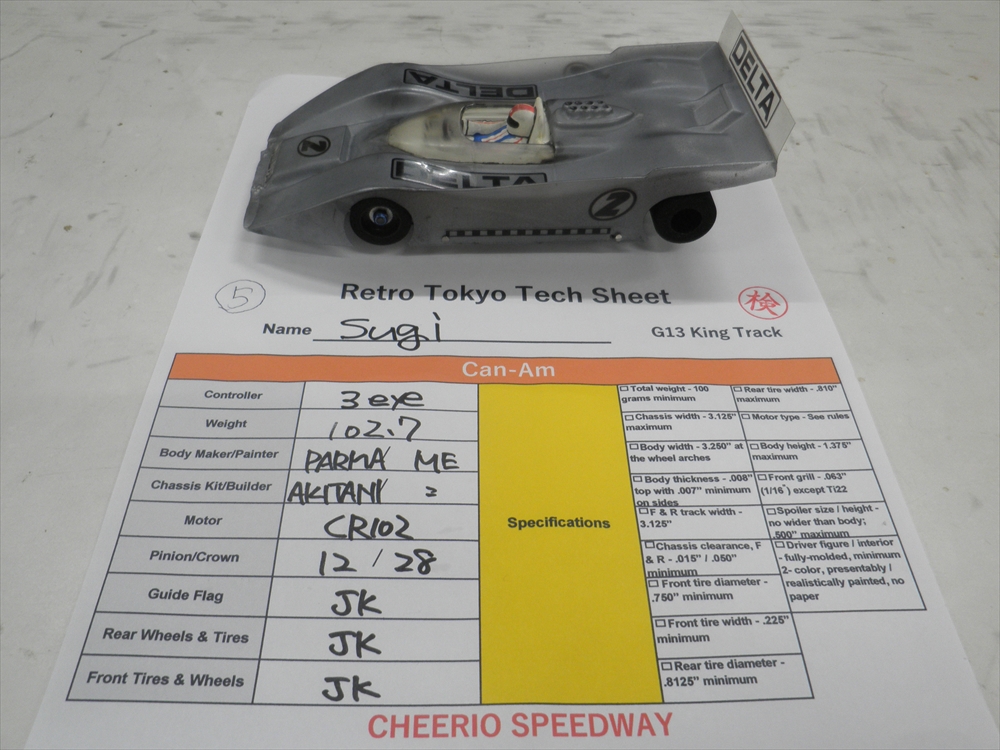 DELTA
DELTA
2
DELTA
2
5
Retro Tokyo Tech Sheet
検
Name Sugi
G13 King Track
Can-Am
Controller
3 eye
Weight
102.7
Body Maker/Painter
PARMA ME
Chassis Kit/Builder
AKITANI 2
Motor
CR102
Pinion/Crown
12 / 28
Guide Flag
JK
Rear Wheels & Tires
JK
Front Tires & Wheels
JK
Specifications
Total weight - 100
grams minimum
Chassis width - 3.125"
maximum
Body width - 3.250" at
the wheel arches
Body thickness - .008"
top with .007" minimum
on sides
F & R track width -
3.125"
Chassis clearance, F
& R - .015" / .050"
minimum
Front tire diameter -
.750" minimum
Front tire width - .225"
minimum
Rear tire diameter -
.8125" minimum
Rear tire width - .810"
maximum
Motor type - See rules
Body height - 1.375"
maximum
Front grill - .063"
(1/16") except Ti22
Spoiler size / height -
no wider than body;
.500" maximum
Driver figure / interior
- fully-molded, minimum
2- color, presentably /
realistically painted, no
paper
CHEERIO SPEEDWAY